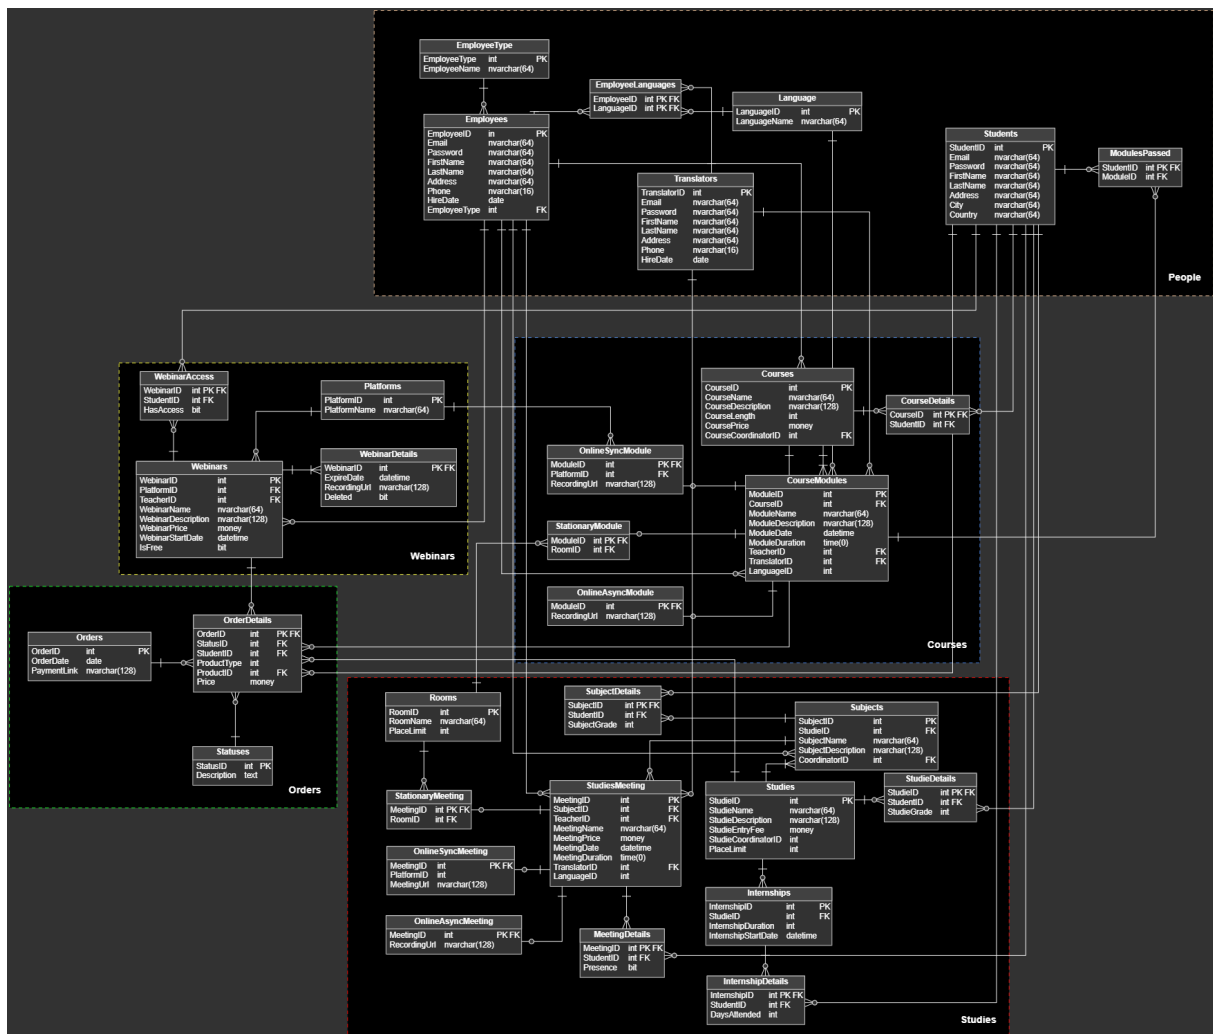 EmployeeType
EmployeeType int PK
EmployeeName nvarchar(64)
EmployeeLanguages
EmployeeID int PK FK
LanguageID int PK FK
Language
LanguageID int PK
LanguageName nvarchar(64)
Employees
EmployeeID in PK
Email nvarchar(64)
Password nvarchar(64)
FirstName nvarchar(64)
LastName nvarchar(64)
Address nvarchar(64)
Phone nvarchar(16)
HireDate date
EmployeeType int FK
Translators
TranslatorID int PK
Email nvarchar(64)
Password nvarchar(64)
FirstName nvarchar(64)
LastName nvarchar(64)
Address nvarchar(64)
Phone nvarchar(16)
HireDate date
Students
StudentID int PK
Email nvarchar(64)
Password nvarchar(64)
FirstName nvarchar(64)
LastName nvarchar(64)
Address nvarchar(64)
City nvarchar(64)
Country nvarchar(64)
ModulesPassed
StudentID int PK FK
ModuleID int FK
People
WebinarAccess
WebinarID int PK FK
StudentID int FK
HasAccess bit
Platforms
PlatformID int PK
PlatformName nvarchar(64)
Webinars
WebinarID int PK
PlatformID int FK
TeacherID int FK
WebinarName nvarchar(64)
WebinarDescription nvarchar(128)
WebinarPrice money
WebinarStartDate datetime
IsFree bit
WebinarDetails
WebinarID int PK FK
ExpireDate datetime
RecordingUrl nvarchar(128)
Deleted bit
Webinars
Courses
CourseID int PK
CourseName nvarchar(64)
CourseDescription nvarchar(128)
CourseLength int
CoursePrice money
CourseCoordinatorID int FK
CourseDetails
CourseID int PK FK
StudentID int FK
OnlineSyncModule
ModuleID int PK FK
PlatformID int FK
RecordingUrl nvarchar(128)
CourseModules
ModuleID int PK
CourseID int FK
ModuleName nvarchar(64)
ModuleDescription nvarchar(128)
ModuleDate datetime
ModuleDuration time(0)
TeacherID int FK
TranslatorID int FK
LanguageID int
StationaryModule
ModuleID int PK FK
RoomID int FK
OnlineAsyncModule
ModuleID int PK FK
RecordingUrl nvarchar(128)
Courses
Orders
OrderID int PK
OrderDate date
PaymentLink nvarchar(128)
OrderDetails
OrderID int PK FK
StatusID int FK
StudentID int FK
ProductType int
ProductID int FK
Price money
Statuses
StatusID int PK
Description text
Orders
Rooms
RoomID int PK
RoomName nvarchar(64)
PlaceLimit int
SubjectDetails
SubjectID int PK FK
StudentID int FK
SubjectGrade int
Subjects
SubjectID int PK
StudieID int FK
SubjectName nvarchar(64)
SubjectDescription nvarchar(128)
CoordinatorID int FK
StationaryMeeting
MeetingID int PK FK
RoomID int FK
StudiesMeeting
MeetingID int PK
SubjectID int FK
TeacherID int FK
MeetingName nvarchar(64)
MeetingPrice money
MeetingDate datetime
MeetingDuration time(0)
TranslatorID int FK
LanguageID int
Studies
StudieID int PK
StudieName nvarchar(64)
StudieDescription nvarchar(128)
StudieEntryFee money
StudieCoordinatorID int
PlaceLimit int
StudieDetails
StudieID int PK FK
StudentID int FK
StudieGrade int
OnlineSyncMeeting
MeetingID int PK FK
PlatformID int
MeetingUrl nvarchar(128)
OnlineAsyncMeeting
MeetingID int PK FK
RecordingUrl nvarchar(128)
MeetingDetails
MeetingID int PK FK
StudentID int FK
Presence bit
Internships
InternshipID int PK
StudieID int FK
InternshipDuration int
InternshipStartDate datetime
InternshipDetails
InternshipID int PK FK
StudentID int FK
DaysAttended int
Studies